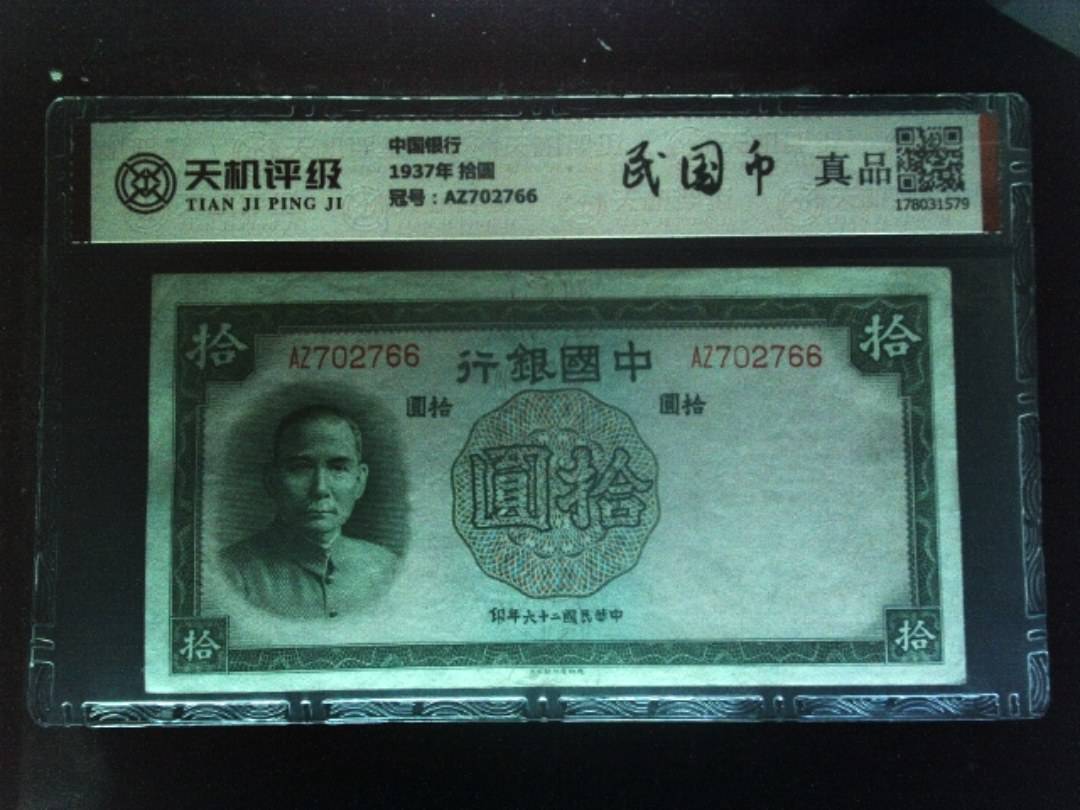 天机评级
TIAN JI PING JI
中国银行
1937年 拾圆
冠号：AZ702766
民国币
真品
178031579
拾
拾
AZ702766
中國銀行
AZ702766
拾圓
拾圓
拾圓
中華民國二十六年印
拾
拾